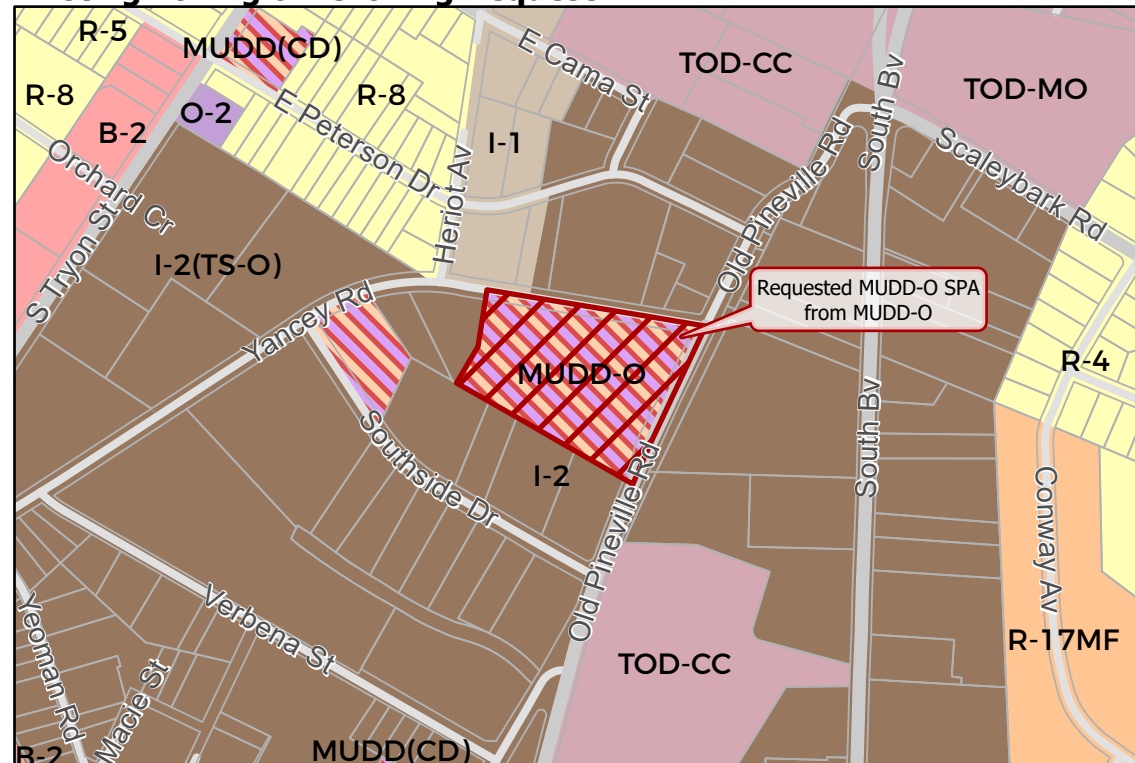 R-5
MUDD(CD)
E Cama St
TOD-CC
South Bv
TOD-MO
R-8
R-8
B-2
O-2
E Peterson Dr
I-1
Old Pineville Rd
Scaleybark Rd
Orchard Cr
Heriot Av
S Tryon St
I-2(TS-O)
Yancey Rd
Requested MUDD-O SPA
from MUDD-O
R-4
MUDD-O
South Bv
Southside Dr
I-2
Old Pineville Rd
Conway Av
Verbena St
Yeoman Rd
Macie St
TOD-CC
R-17MF
B-2
MUDD(CD)